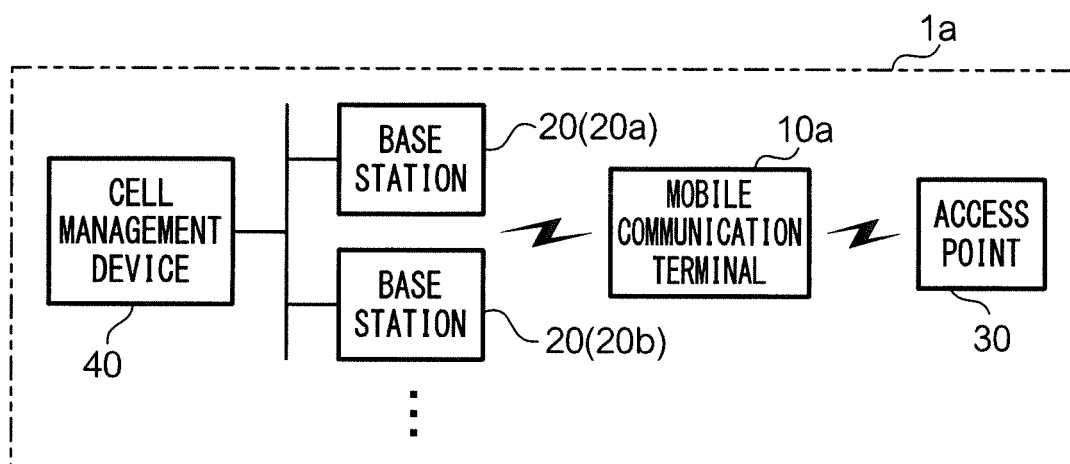 1a
BASE
STATION
20(20a)
10a
CELL
MANAGEMENT
DEVICE
MOBILE
COMMUNICATION
TERMINAL
ACCESS
POINT
BASE
STATION
20(20b)
40
30